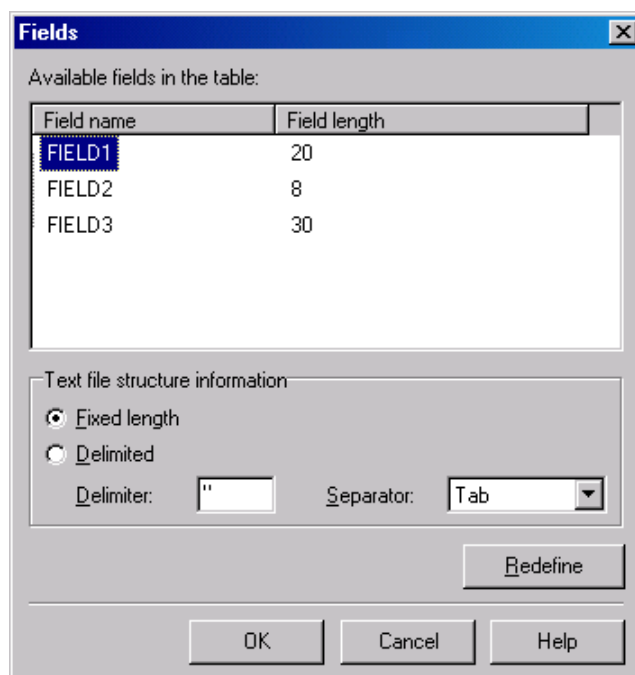 Fields
Available fields in the table:
Field name Field length
FIELD1 20
FIELD2 8
FIELD3 30
Text file structure information
Fixed length
Delimited
Delimiter: " Separator: Tab
Redefine
OK Cancel Help